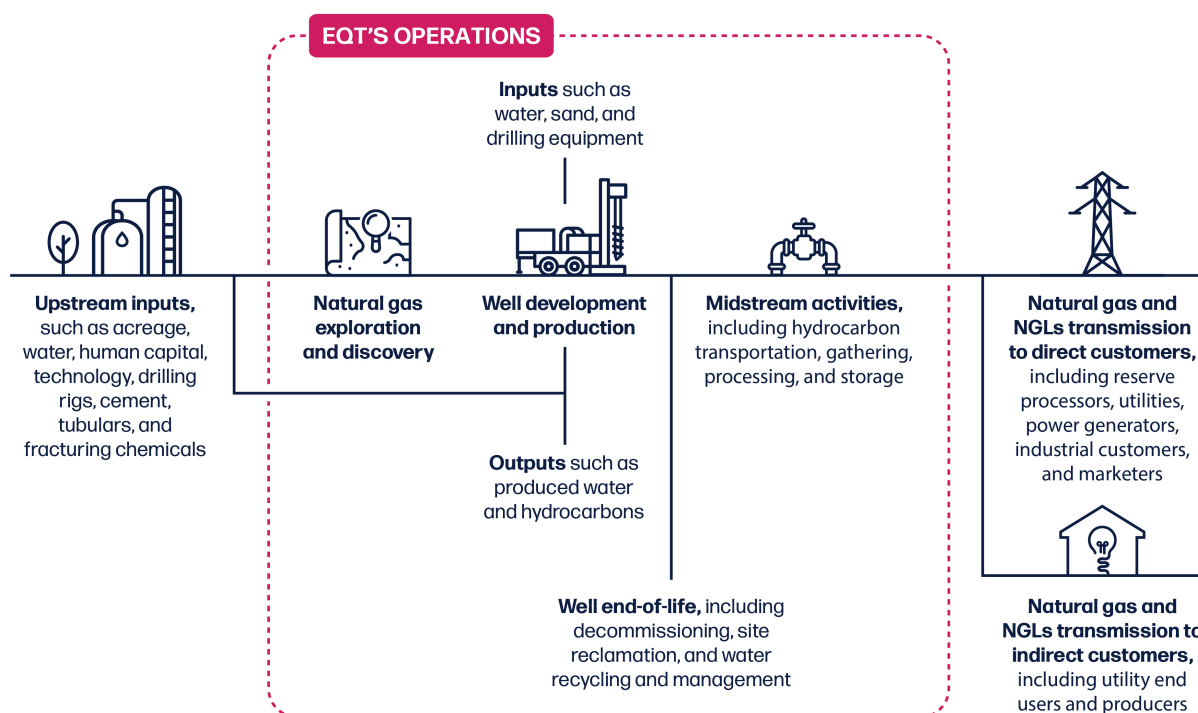 EQT'S OPERATIONS
Inputs such as
water, sand, and
drilling equipment
Upstream inputs,
such as acreage,
water, human capital,
technology, drilling
rigs, cement,
tubulars, and
fracturing chemicals
Natural gas
exploration
and discovery
Well development
and production
Outputs such as
produced water
and hydrocarbons
Midstream activities,
including hydrocarbon
transportation, gathering,
processing, and storage
Well end-of-life, including
decommissioning, site
reclamation, and water
recycling and management
Natural gas and
NGLs transmission
to direct customers,
including reserve
processors, utilities,
power generators,
industrial customers,
and marketers
Natural gas and
NGLs transmission to
indirect customers,
including utility end
users and producers